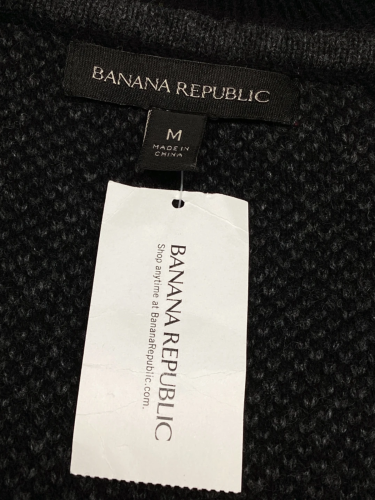 BANANA REPUBLIC
M
MADE IN
CHINA
BANANA REPUBLIC
Shop anytime at BananaRepublic.com.